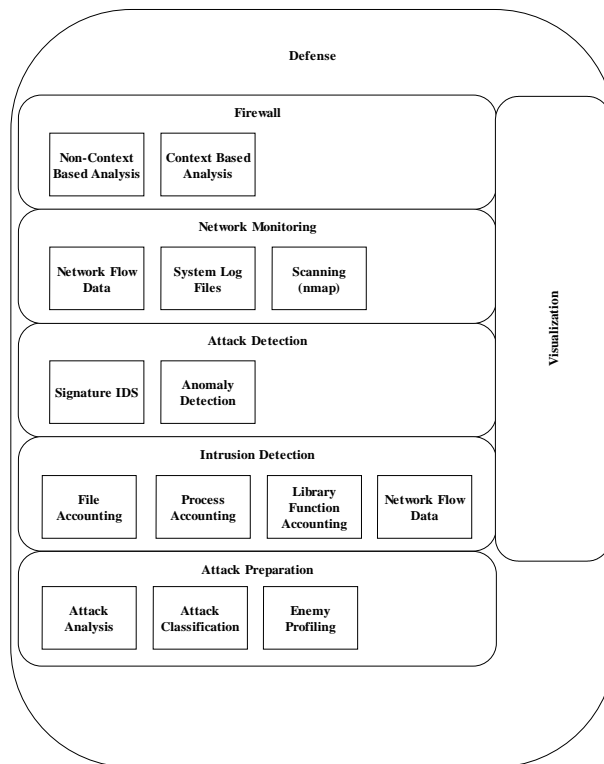 Defense
Firewall
Non-Context
Based Analysis
Context Based
Analysis
Network Monitoring
Network Flow
Data
System Log
Files
Scanning
(nmap)
Attack Detection
Signature IDS
Anomaly
Detection
Intrusion Detection
File
Accounting
Process
Accounting
Library
Function
Accounting
Network Flow
Data
Attack Preparation
Attack
Analysis
Attack
Classification
Enemy
Profiling
Visualization